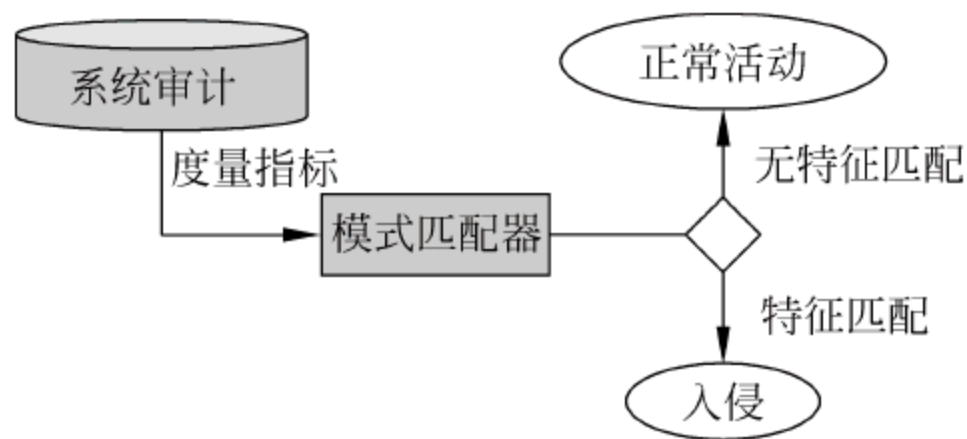 系统审计
正常活动
度量指标
无特征匹配
模式匹配器
特征匹配
入侵